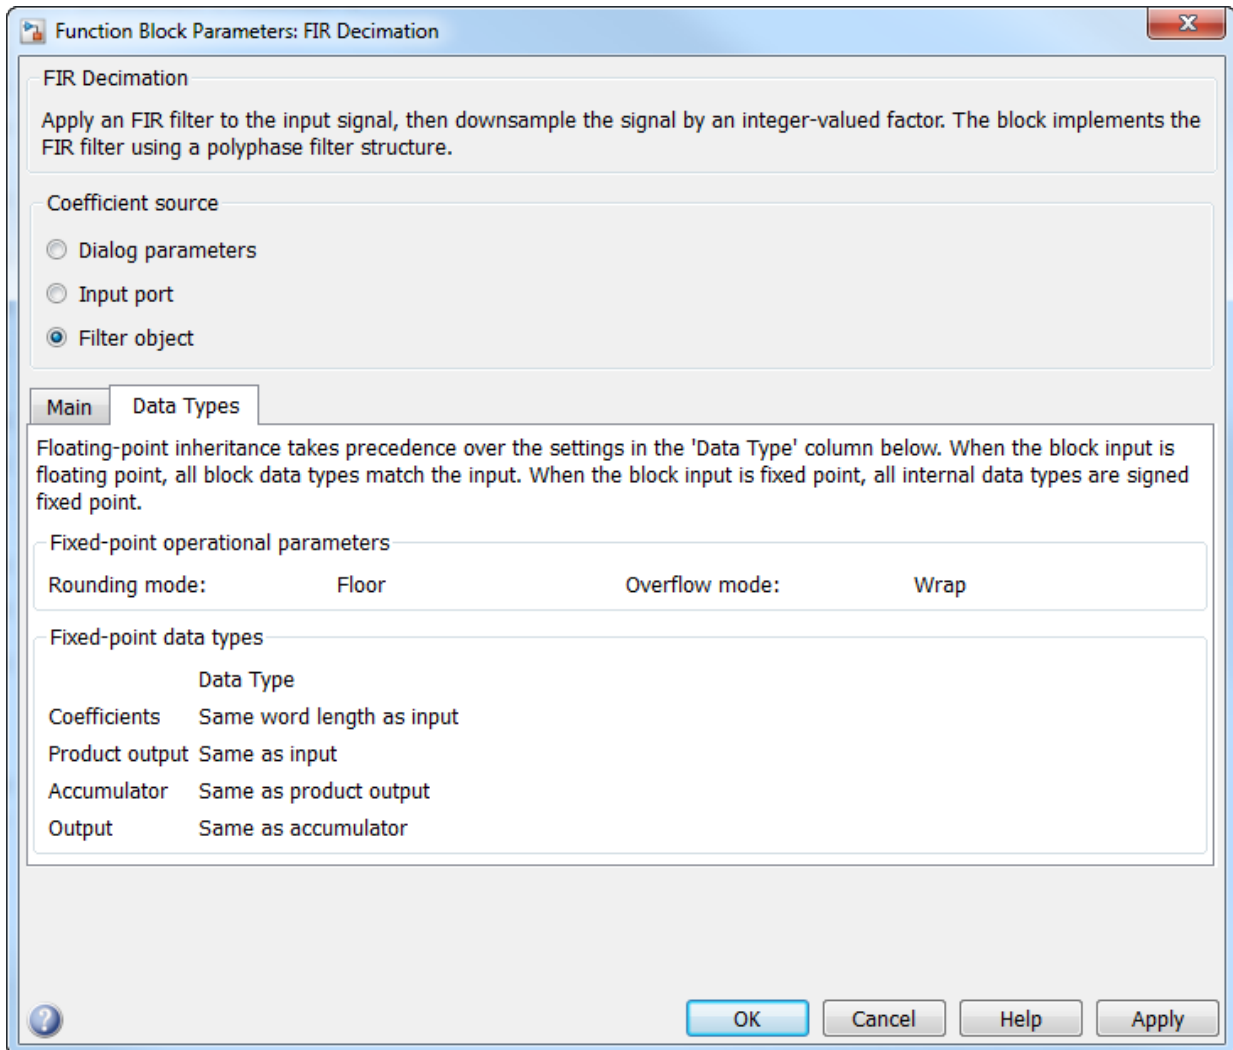 Function Block Parameters: FIR Decimation
FIR Decimation
Apply an FIR filter to the input signal, then downsample the signal by an integer-valued factor. The block implements the
FIR filter using a polyphase filter structure.
Coefficient source
Dialog parameters
Input port
Filter object
Main Data Types
Floating-point inheritance takes precedence over the settings in the 'Data Type' column below. When the block input is
floating point, all block data types match the input. When the block input is fixed point, all internal data types are signed
fixed point.
Fixed-point operational parameters
Rounding mode: Floor Overflow mode: Wrap
Fixed-point data types
Data Type
Coefficients Same word length as input
Product output Same as input
Accumulator Same as product output
Output Same as accumulator
OK Cancel Help Apply